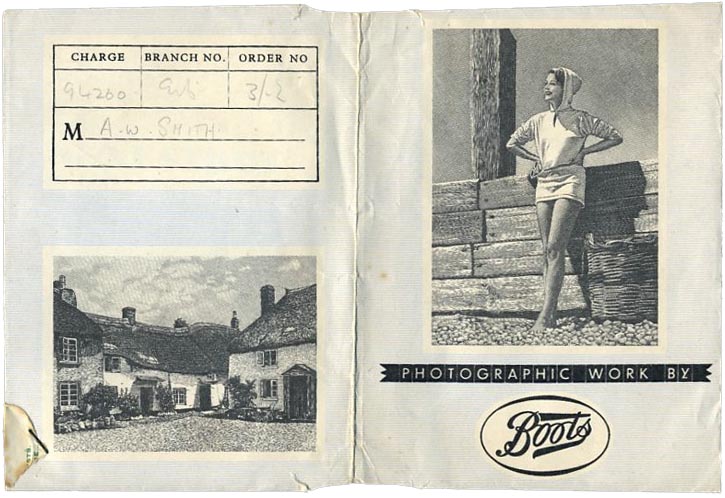 CHARGE BRANCH NO. ORDER NO
94200 3/-2
M A.W. SMITH.
PHOTOGRAPHIC WORK BY
Boots